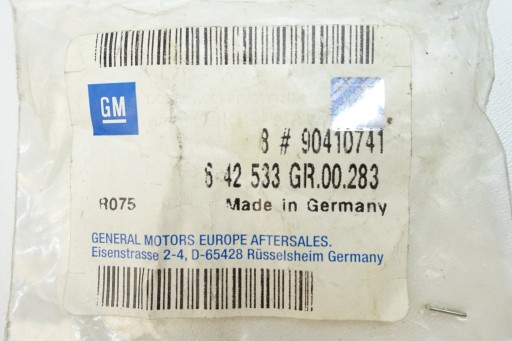 GM
8 # 90410741
6 42 533 GR.00.283
R075 Made in Germany
GENERAL MOTORS EUROPE AFTERSALES.
Eisenstrasse 2-4, D-65428 Rüsselsheim Germany